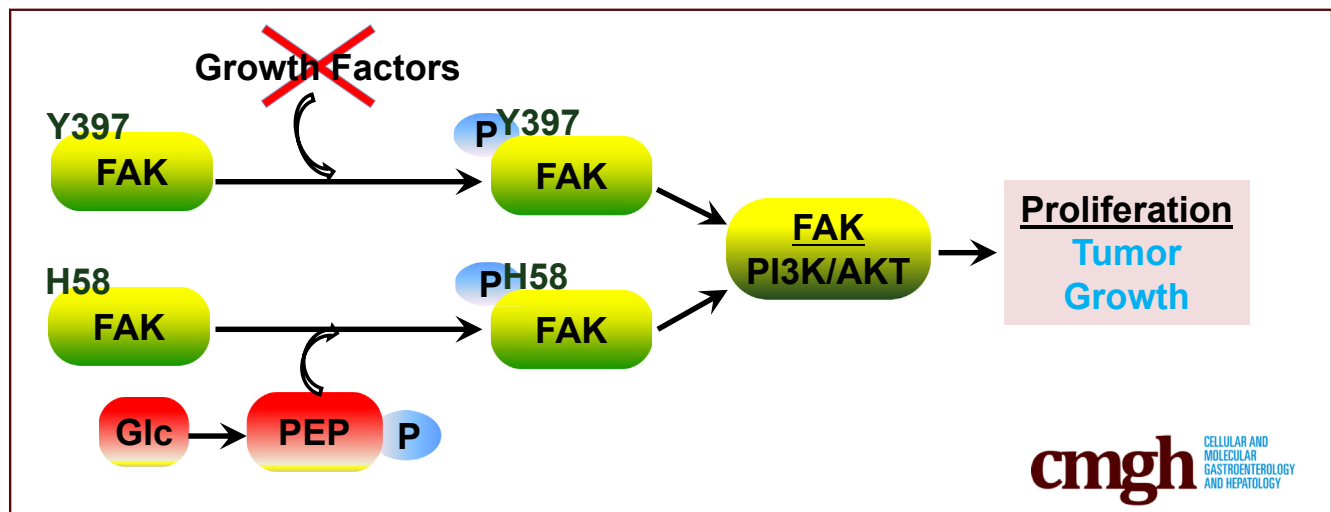 Growth Factors
Y397
FAK
P
Y397
FAK
FAK
PI3K/AKT
Proliferation
Tumor
Growth
H58
FAK
P
H58
FAK
Glc
PEP
P
cmgh
CELLULAR AND
MOLECULAR
GASTROENTEROLOGY
AND HEPATOLOGY